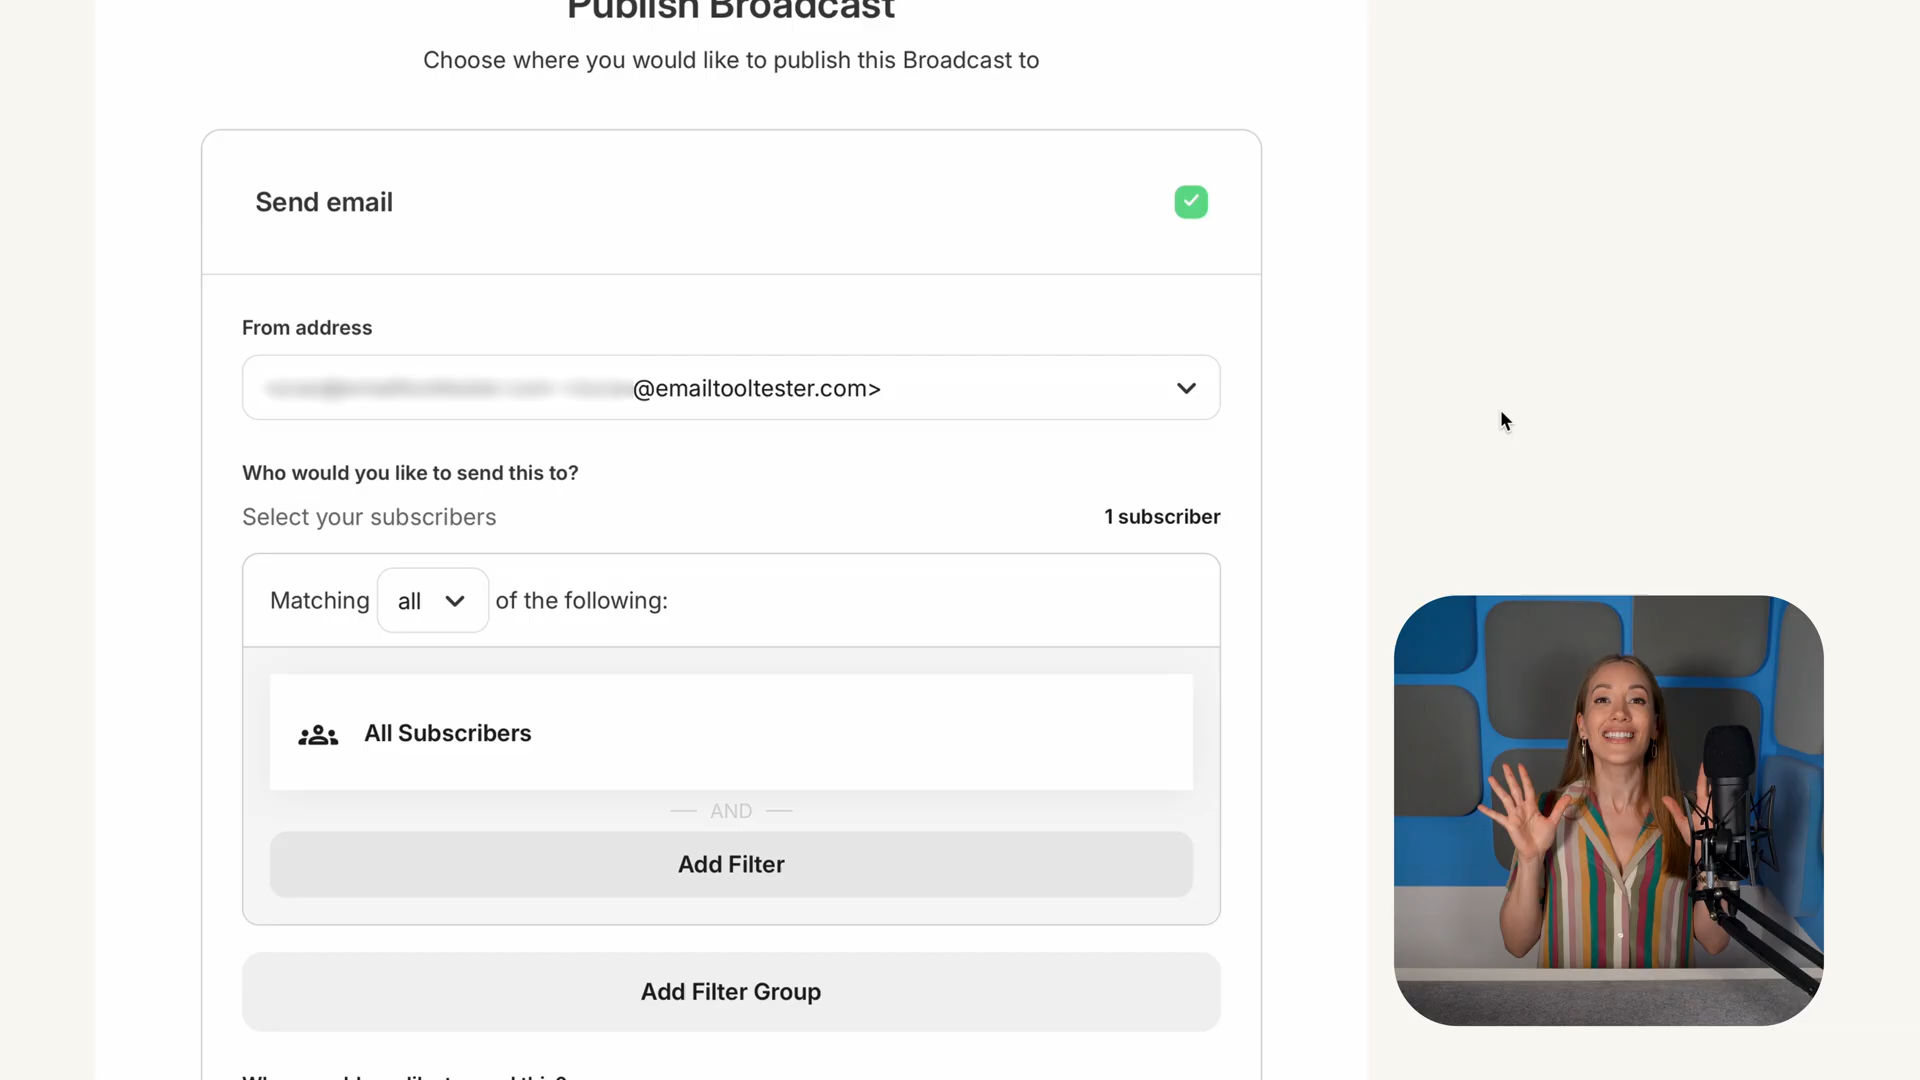 Publish Broadcast
Choose where you would like to publish this Broadcast to
Send email
From address
@emailtooltester.com>
Who would you like to send this to?
Select your subscribers
1 subscriber
Matching all of the following:
All Subscribers
AND
Add Filter
Add Filter Group